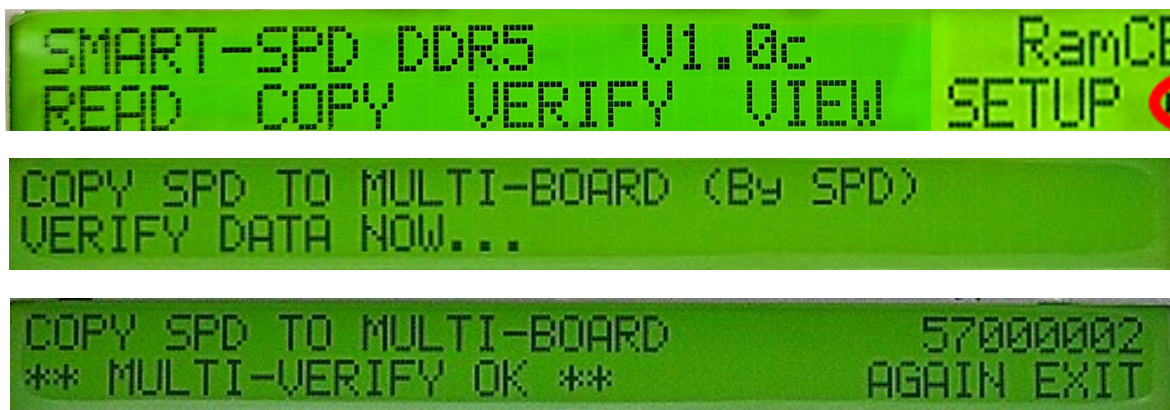 SMART-SPD DDR5 V1.0c RamCE
READ COPY VERIFY VIEW SETUP
COPY SPD TO MULTI-BOARD (By SPD)
VERIFY DATA NOW...
COPY SPD TO MULTI-BOARD 57000002
** MULTI-VERIFY OK ** AGAIN EXIT